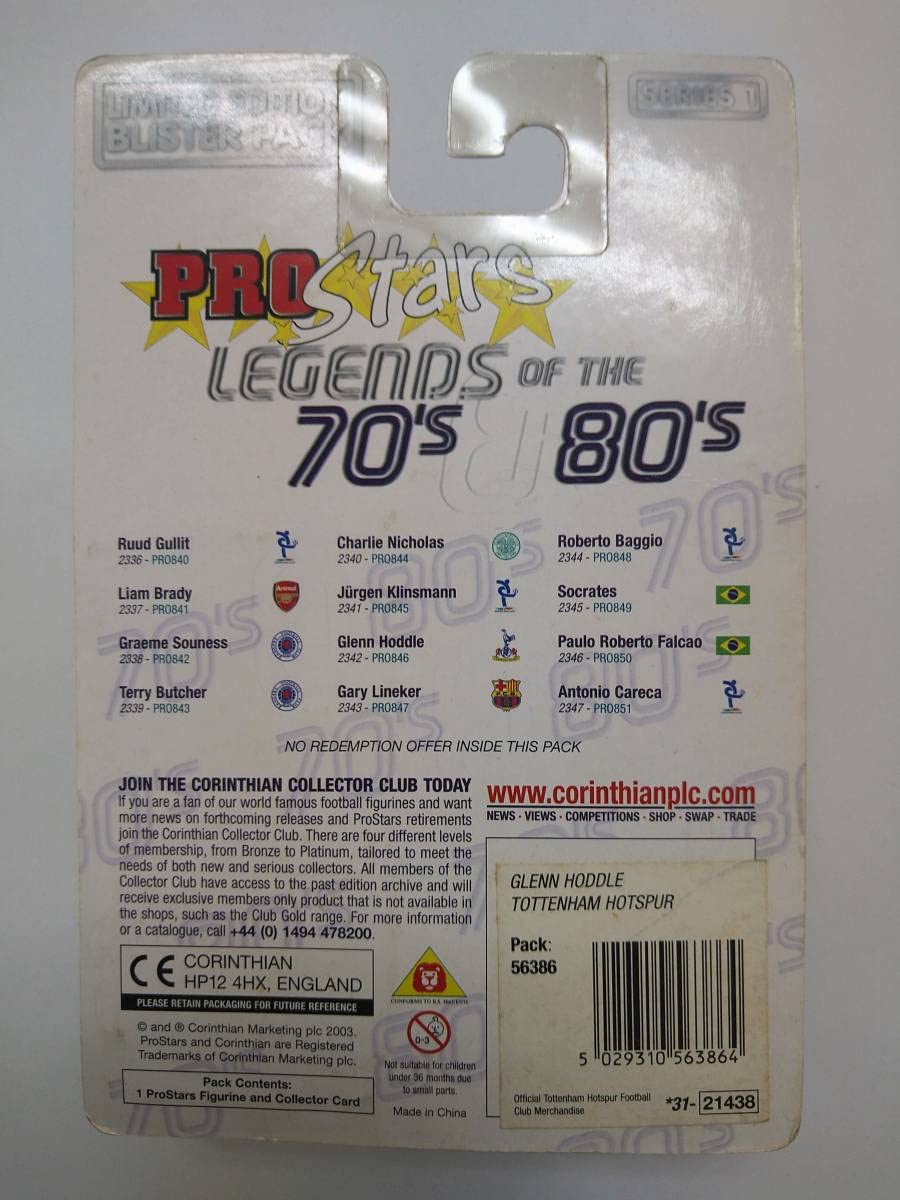 LIMITED EDITION
BLISTER PACK
SERIES 1
PRO Stars
LEGENDS OF THE
70'S & 80'S
Ruud Gullit
2336 - PRO840
Liam Brady
2337 - PRO841
Graeme Souness
2338 - PRO842
Terry Butcher
2339 - PRO843
Charlie Nicholas
2340 - PRO844
Jürgen Klinsmann
2341 - PRO845
Glenn Hoddle
2342 - PRO846
Gary Lineker
2343 - PRO847
Roberto Baggio
2344 - PRO848
Socrates
2345 - PRO849
Paulo Roberto Falcao
2346 - PRO850
Antonio Careca
2347 - PRO851
NO REDEMPTION OFFER INSIDE THIS PACK
JOIN THE CORINTHIAN COLLECTOR CLUB TODAY
If you are a fan of our world famous football figurines and want
more news on forthcoming releases and ProStars retirements
join the Corinthian Collector Club. There are four different levels
of membership, from Bronze to Platinum, tailored to meet the
needs of both new and serious collectors. All members of the
Collector Club have access to the past edition archive and will
receive exclusive members only product that is not available in
the shops, such as the Club Gold range. For more information
or a catalogue, call +44 (0) 1494 478200.
www.corinthianplc.com
NEWS · VIEWS · COMPETITIONS · SHOP · SWAP · TRADE
CE CORINTHIAN
HP12 4HX, ENGLAND
PLEASE RETAIN PACKAGING FOR FUTURE REFERENCE
© and ® Corinthian Marketing plc 2003.
ProStars and Corinthian are Registered
Trademarks of Corinthian Marketing plc.
Pack Contents:
1 ProStars Figurine and Collector Card
CONFORMS TO B.S.
0-3
Not suitable for children
under 36 months due
to small parts.
Made in China
GLENN HODDLE
TOTTENHAM HOTSPUR
Pack:
56386
5 029310 563864
Official Tottenham Hotspur Football
Club Merchandise
*31- 21438